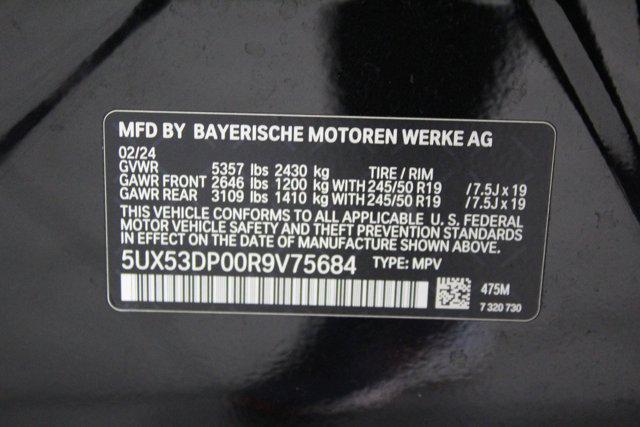 MFD BY BAYERISCHE MOTOREN WERKE AG
02/24
GVWR 5357 lbs 2430 kg TIRE / RIM
GAWR FRONT 2646 lbs 1200 kg WITH 245/50 R19 /7.5J x 19
GAWR REAR 3109 lbs 1410 kg WITH 245/50 R19 /7.5J x 19
THIS VEHICLE CONFORMS TO ALL APPLICABLE U. S. FEDERAL
MOTOR VEHICLE SAFETY AND THEFT PREVENTION STANDARDS
IN EFFECT ON THE DATE OF MANUFACTURE SHOWN ABOVE.
5UX53DP00R9V75684 TYPE: MPV
475M
7 320 730